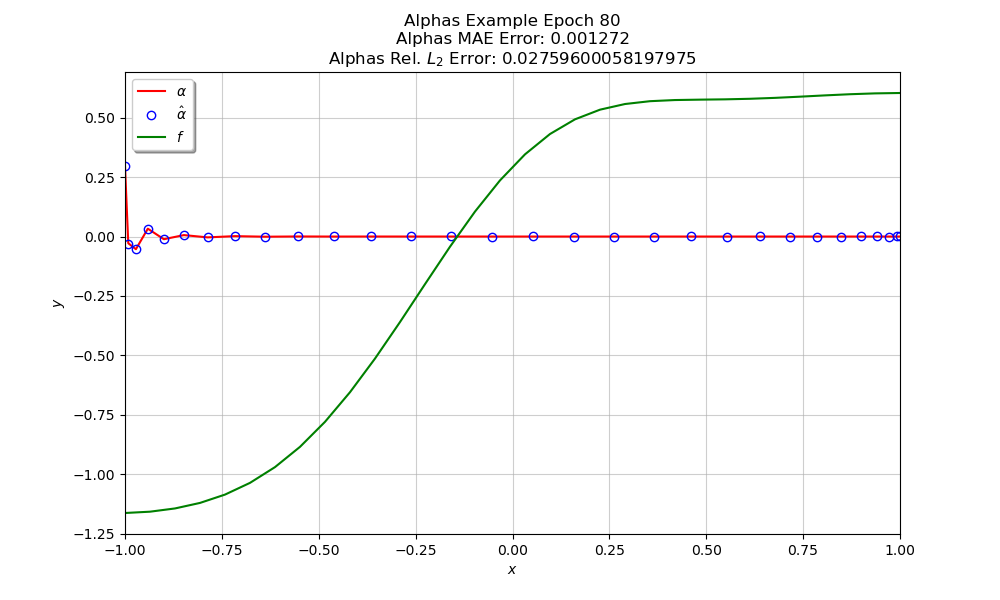 Alphas Example Epoch 80
Alphas MAE Error: 0.001272
Alphas Rel. $L_2$ Error: 0.02759600058197975
α
α̂
f
0.50
0.25
0.00
−0.25
−0.50
−0.75
−1.00
−1.25
y
−1.00 −0.75 −0.50 −0.25 0.00 0.25 0.50 0.75 1.00
x